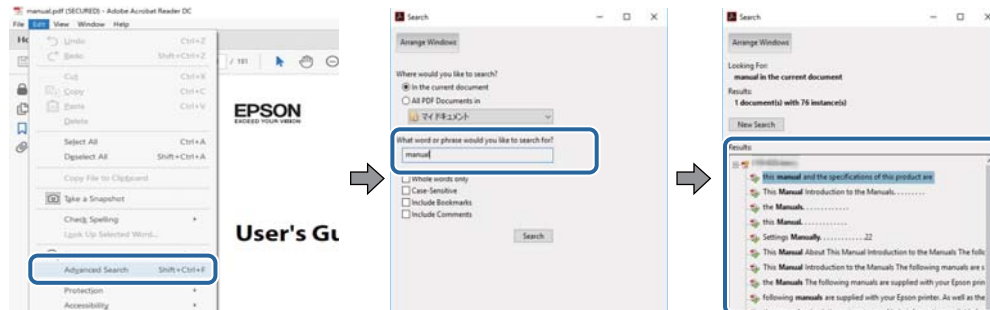 manual.pdf (SECURED) - Adobe Acrobat Reader DC
File Edit View Window Help
Undo Ctrl+Z
Redo Shift+Ctrl+Z
Cut Ctrl+X
Copy Ctrl+C
Paste Ctrl+V
Delete
Select All Ctrl+A
Deselect All Shift+Ctrl+A
Copy File to Clipboard
Take a Snapshot
Check Spelling
Look Up Selected Word...
Advanced Search Shift+Ctrl+F
Protection
Accessibility
/ 191
EPSON
EXCEED YOUR VISION
User's Gu
Search
Arrange Windows
Where would you like to search?
In the current document
All PDF Documents in
マイ ドキュメント
What word or phrase would you like to search for?
manual
Whole words only
Case-Sensitive
Include Bookmarks
Include Comments
Search
Search
Arrange Windows
Looking For:
manual in the current document
Results:
1 document(s) with 76 instance(s)
New Search
Results:
this manual and the specifications of this product are
This Manual Introduction to the Manuals. . . . . . . . .
the Manuals. . . . . . . . . . . . .
this Manual. . . . . . . . . . . . .
Settings Manually. . . . . . . . . . . . 22
This Manual About This Manual Introduction to the Manuals The follo
This Manual Introduction to the Manuals The following manuals are s
the Manuals The following manuals are supplied with your Epson prin
following manuals are supplied with your Epson printer. As well as the